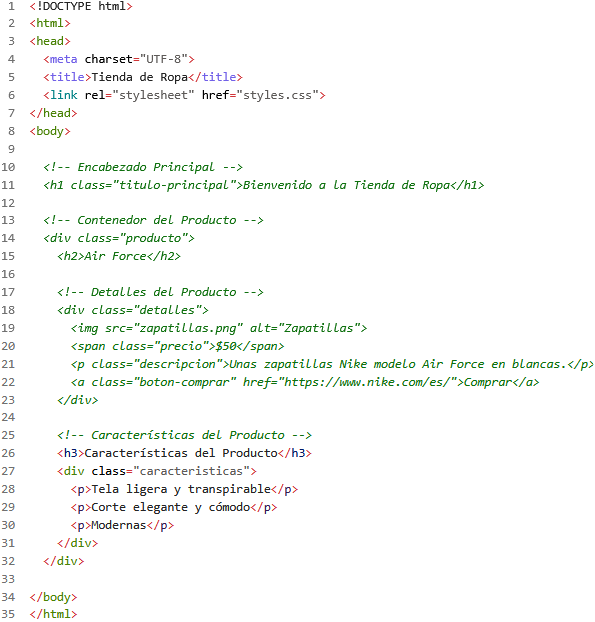 1 <!DOCTYPE html>
2 <html>
3 <head>
4 <meta charset="UTF-8">
5 <title>Tienda de Ropa</title>
6 <link rel="stylesheet" href="styles.css">
7 </head>
8 <body>
9
10 <!-- Encabezado Principal -->
11 <h1 class="titulo-principal">Bienvenido a la Tienda de Ropa</h1>
12
13 <!-- Contenedor del Producto -->
14 <div class="producto">
15 <h2>Air Force</h2>
16
17 <!-- Detalles del Producto -->
18 <div class="detalles">
19 <img src="zapatillas.png" alt="Zapatillas">
20 <span class="precio">$50</span>
21 <p class="descripcion">Unas zapatillas Nike modelo Air Force en blancas.</p>
22 <a class="boton-comprar" href="https://www.nike.com/es/">Comprar</a>
23 </div>
24
25 <!-- Características del Producto -->
26 <h3>Características del Producto</h3>
27 <div class="caracteristicas">
28 <p>Tela ligera y transpirable</p>
29 <p>Corte elegante y cómodo</p>
30 <p>Modernas</p>
31 </div>
32 </div>
33
34 </body>
35 </html>